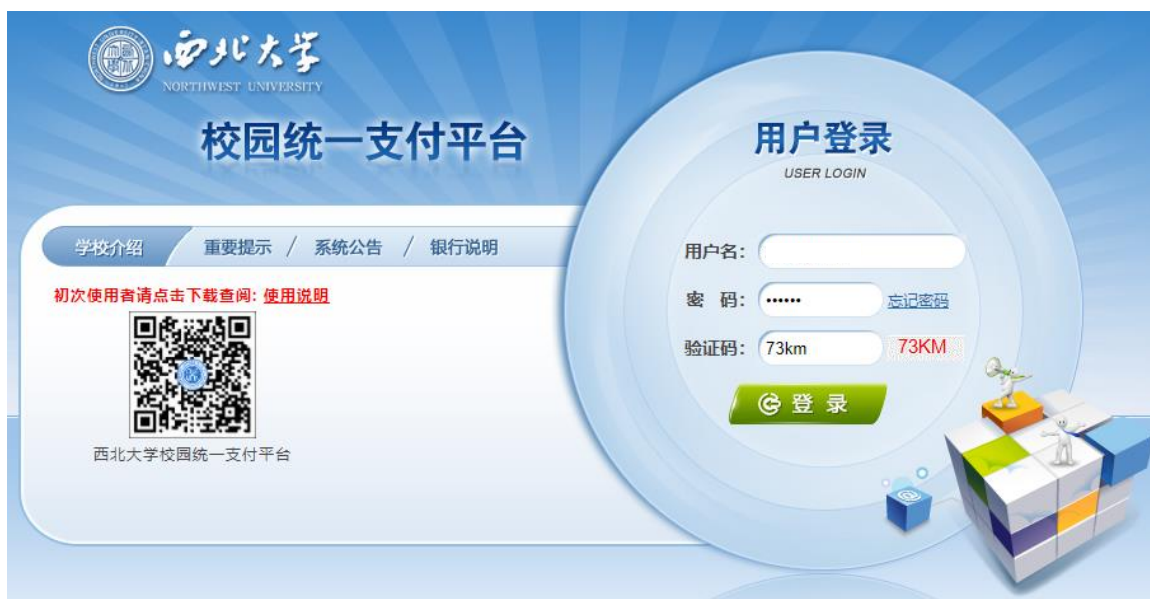 西北大学
NORTHWEST UNIVERSITY
校园统一支付平台
学校介绍 重要提示 / 系统公告 / 银行说明
初次使用者请点击下载查阅: 使用说明
西北大学校园统一支付平台
用户登录
USER LOGIN
用户名:
密 码: •••••• 忘记密码
验证码: 73km 73KM
登 录
@